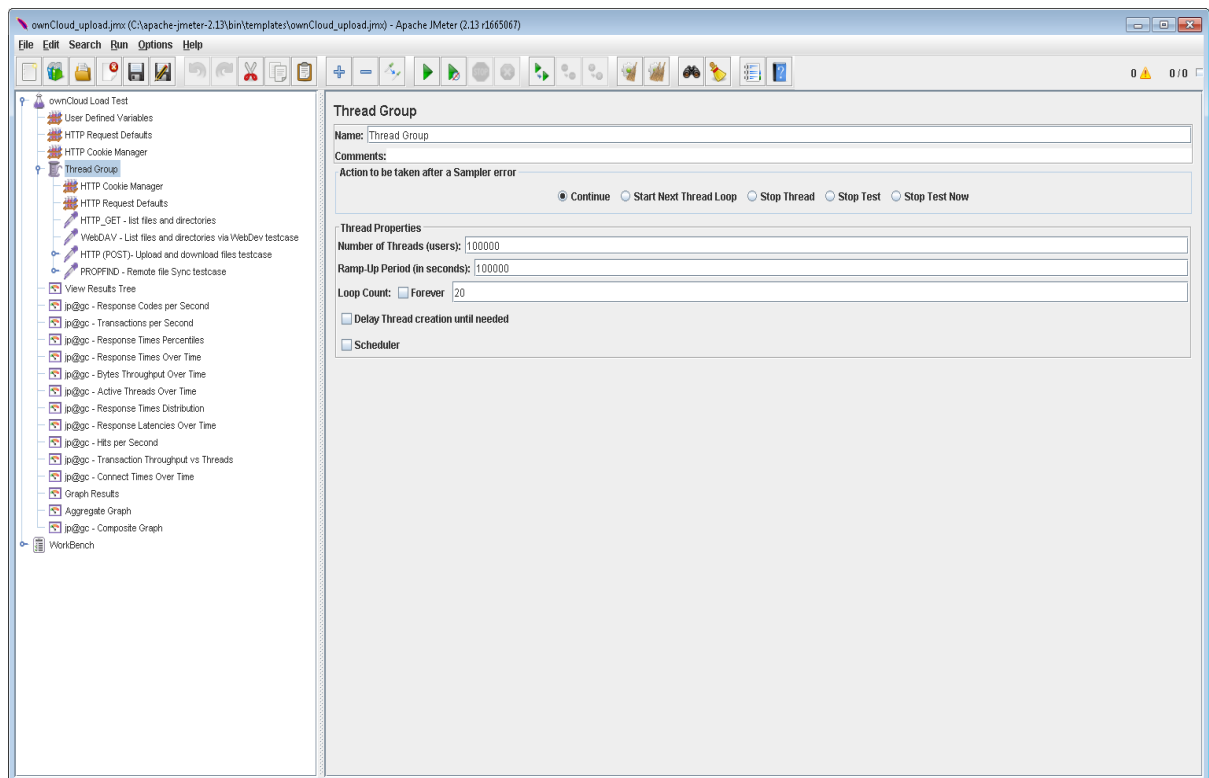 ownCloud_upload.jmx (C:\apache-jmeter-2.13\bin\templates\ownCloud_upload.jmx) - Apache JMeter (2.13 r1665067)
File Edit Search Run Options Help
0 0 / 0
ownCloud Load Test
User Defined Variables
HTTP Request Defaults
HTTP Cookie Manager
Thread Group
HTTP Cookie Manager
HTTP Request Defaults
HTTP_GET - list files and directories
WebDAV - List files and directories via WebDev testcase
HTTP (POST)- Upload and download files testcase
PROPFIND - Remote file Sync testcase
View Results Tree
jp@gc - Response Codes per Second
jp@gc - Transactions per Second
jp@gc - Response Times Percentiles
jp@gc - Response Times Over Time
jp@gc - Bytes Throughput Over Time
jp@gc - Active Threads Over Time
jp@gc - Response Times Distribution
jp@gc - Response Latencies Over Time
jp@gc - Hits per Second
jp@gc - Transaction Throughput vs Threads
jp@gc - Connect Times Over Time
Graph Results
Aggregate Graph
jp@gc - Composite Graph
WorkBench
Thread Group
Name: Thread Group
Comments:
Action to be taken after a Sampler error
Continue Start Next Thread Loop Stop Thread Stop Test Stop Test Now
Thread Properties
Number of Threads (users): 100000
Ramp-Up Period (in seconds): 100000
Loop Count: Forever 20
Delay Thread creation until needed
Scheduler